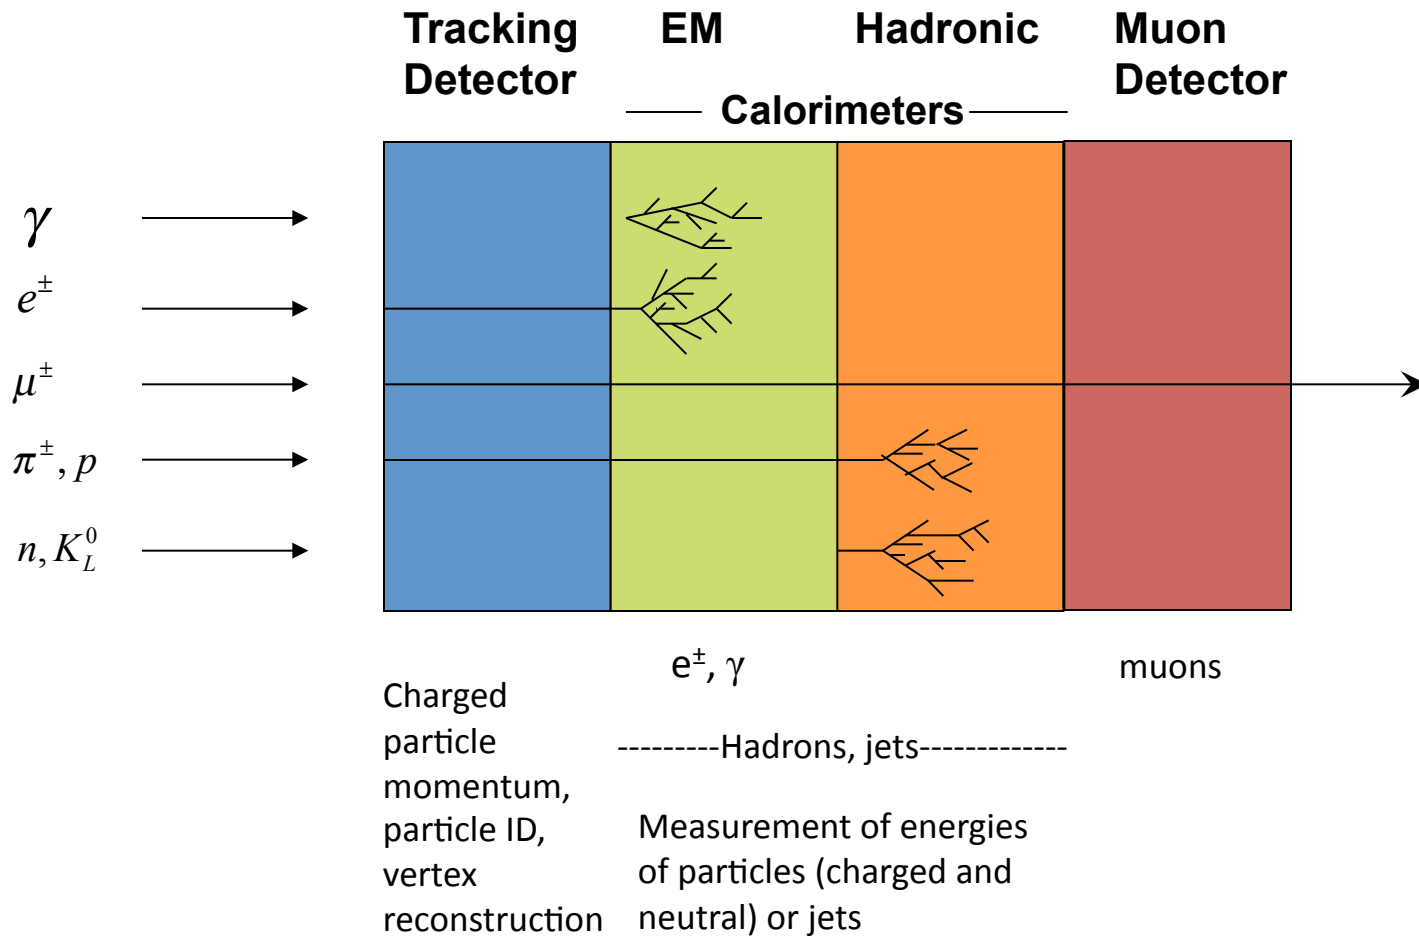 Tracking Detector
EM
Hadronic
Muon Detector
Calorimeters
γ
e±
μ±
π±, p
n, K⁰_L
e±, γ
muons
Charged
particle
momentum,
particle ID,
vertex
reconstruction
---------Hadrons, jets-------------
Measurement of energies
of particles (charged and
neutral) or jets